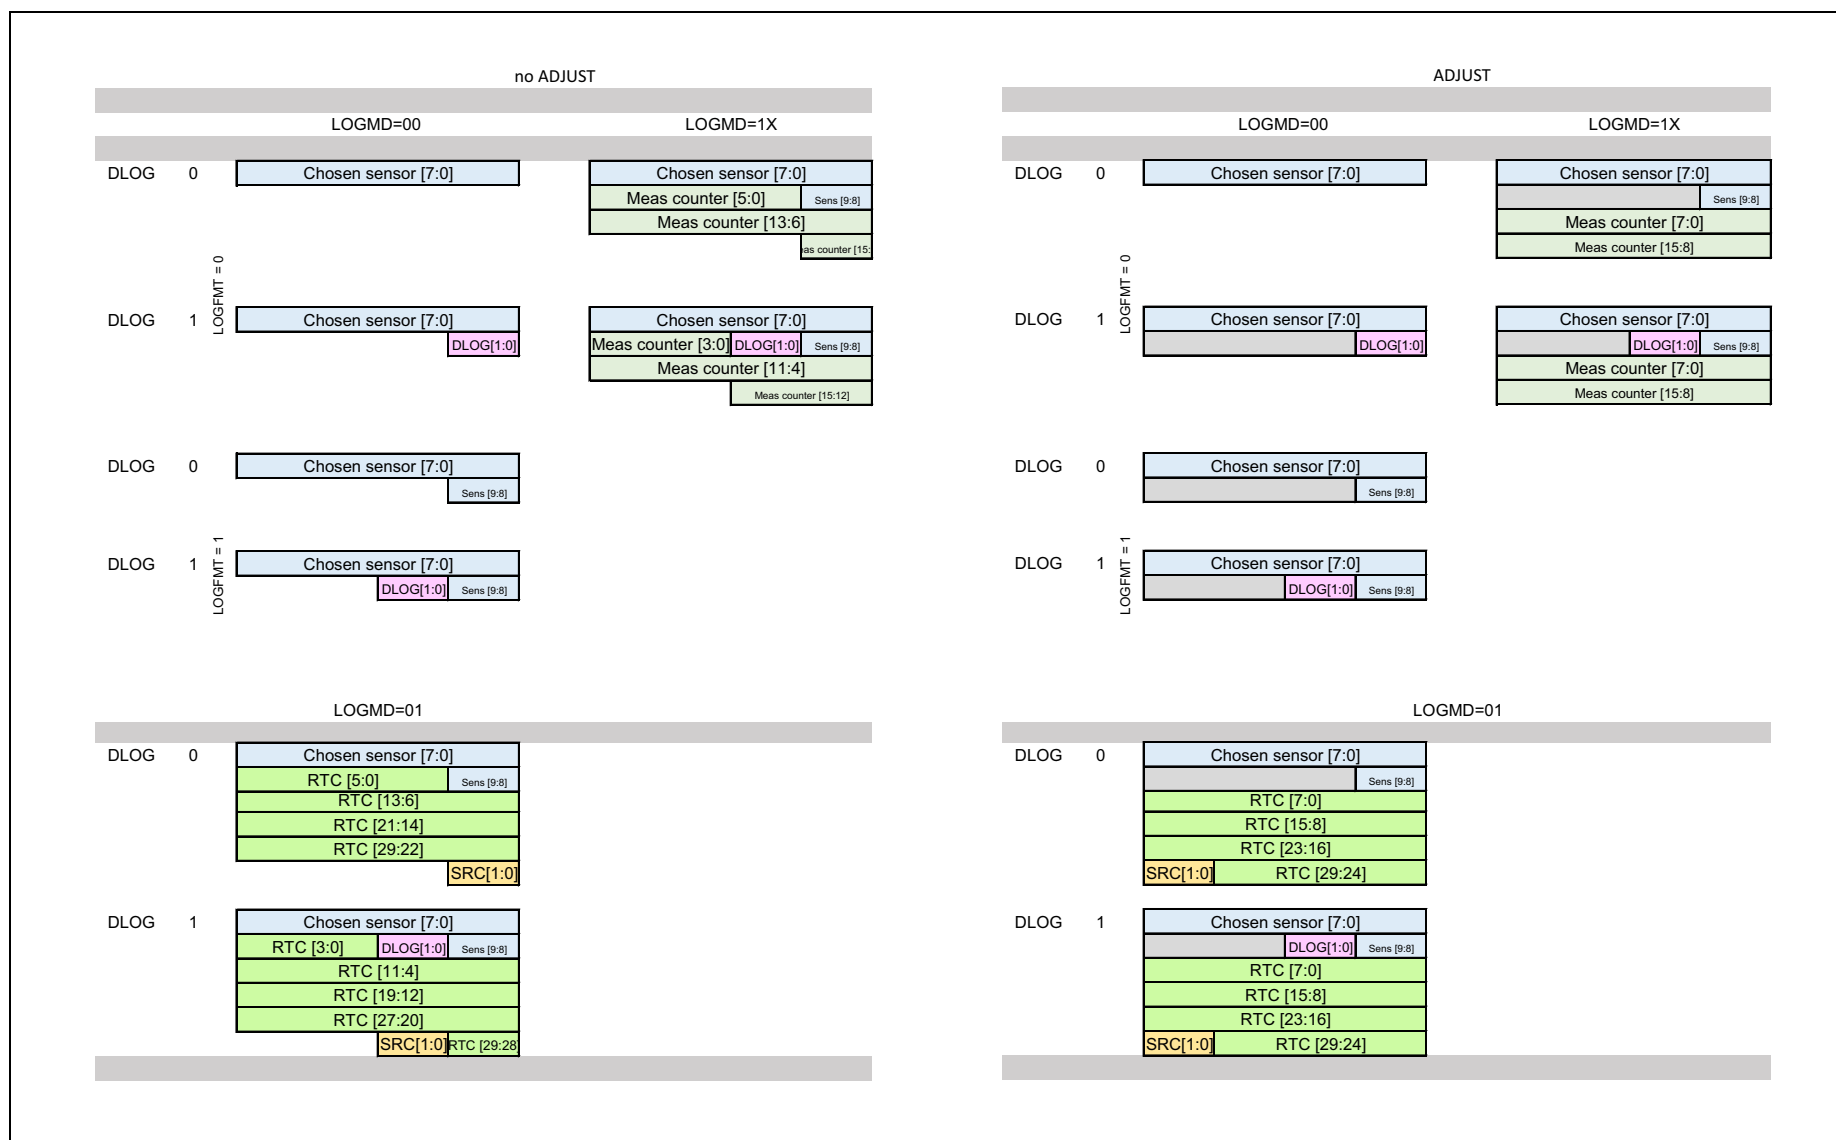 no ADJUST
LOGMD=00 LOGMD=1X
DLOG 0 Chosen sensor [7:0] Chosen sensor [7:0]
Meas counter [5:0] Sens [9:8]
Meas counter [13:6]
counter [15:
LOGFMT = 0
DLOG 1 Chosen sensor [7:0] Chosen sensor [7:0]
DLOG[1:0] Meas counter [3:0] DLOG[1:0] Sens [9:8]
Meas counter [11:4]
Meas counter [15:12]
DLOG 0 Chosen sensor [7:0]
Sens [9:8]
LOGFMT = 1
DLOG 1 Chosen sensor [7:0]
DLOG[1:0] Sens [9:8]
LOGMD=01
DLOG 0 Chosen sensor [7:0]
RTC [5:0] Sens [9:8]
RTC [13:6]
RTC [21:14]
RTC [29:22]
SRC[1:0]
DLOG 1 Chosen sensor [7:0]
RTC [3:0] DLOG[1:0] Sens [9:8]
RTC [11:4]
RTC [19:12]
RTC [27:20]
SRC[1:0] RTC [29:28]
ADJUST
LOGMD=00 LOGMD=1X
DLOG 0 Chosen sensor [7:0] Chosen sensor [7:0]
Sens [9:8]
Meas counter [7:0]
Meas counter [15:8]
LOGFMT = 0
DLOG 1 Chosen sensor [7:0] Chosen sensor [7:0]
DLOG[1:0] DLOG[1:0] Sens [9:8]
Meas counter [7:0]
Meas counter [15:8]
DLOG 0 Chosen sensor [7:0]
Sens [9:8]
LOGFMT = 1
DLOG 1 Chosen sensor [7:0]
DLOG[1:0] Sens [9:8]
LOGMD=01
DLOG 0 Chosen sensor [7:0]
Sens [9:8]
RTC [7:0]
RTC [15:8]
RTC [23:16]
SRC[1:0] RTC [29:24]
DLOG 1 Chosen sensor [7:0]
DLOG[1:0] Sens [9:8]
RTC [7:0]
RTC [15:8]
RTC [23:16]
SRC[1:0] RTC [29:24]